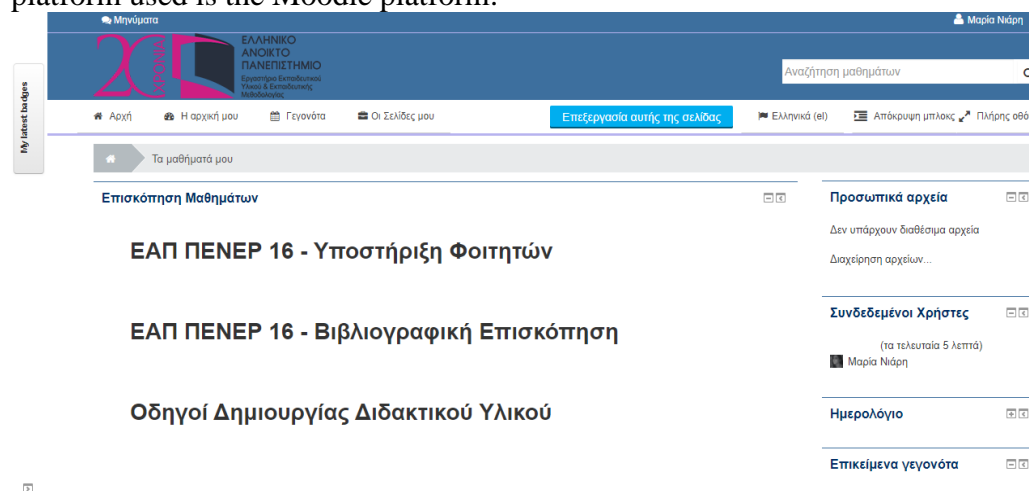 platform used is the Moodle platform.
Μηνύματα
Μαρία Νιάρη
20 ΧΡΟΝΙΑ
ΕΛΛΗΝΙΚΟ
ΑΝΟΙΚΤΟ
ΠΑΝΕΠΙΣΤΗΜΙΟ
Εργαστήριο Εκπαιδευτικού
Υλικού & Εκπαιδευτικής
Μεθοδολογίας
Αναζήτηση μαθημάτων
My latest badges
Αρχή
Η αρχική μου
Γεγονότα
Οι Σελίδες μου
Επεξεργασία αυτής της σελίδας
Ελληνικά (el)
Απόκρυψη μπλοκς
Πλήρης οθό
Τα μαθήματά μου
Επισκόπηση Μαθημάτων
ΕΑΠ ΠΕΝΕΡ 16 - Υποστήριξη Φοιτητών
ΕΑΠ ΠΕΝΕΡ 16 - Βιβλιογραφική Επισκόπηση
Οδηγοί Δημιουργίας Διδακτικού Υλικού
Προσωπικά αρχεία
Δεν υπάρχουν διαθέσιμα αρχεία
Διαχείριση αρχείων...
Συνδεδεμένοι Χρήστες
(τα τελευταία 5 λεπτά)
Μαρία Νιάρη
Ημερολόγιο
Επικείμενα γεγονότα